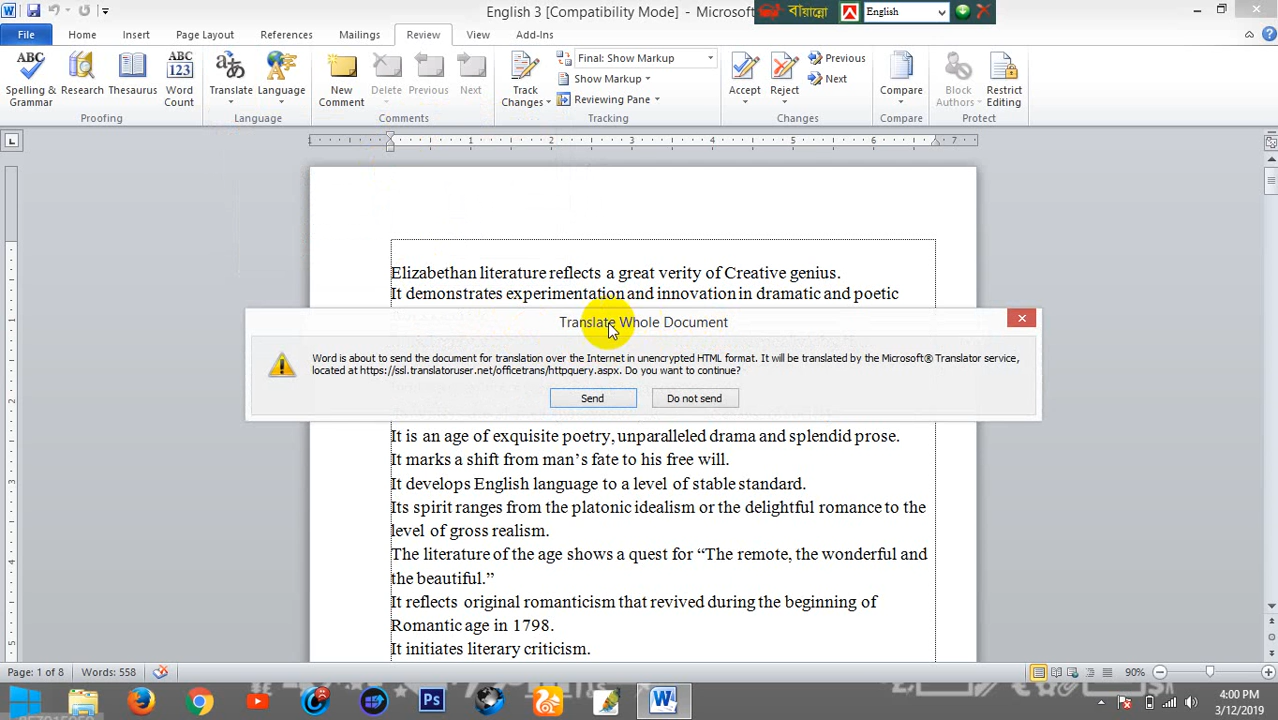 English 3 [Compatibility Mode] - Microsoft
বায়ান্নো
English
File Home Insert Page Layout References Mailings Review View Add-Ins
Spelling & Grammar
Research
Thesaurus
Word Count
Translate
Language
New Comment
Delete
Previous
Next
Track Changes
Final: Show Markup
Show Markup
Reviewing Pane
Accept
Reject
Previous
Next
Compare
Block Authors
Restrict Editing
Proofing Language Comments Tracking Changes Compare Protect
1 2 3 4 5 6 7
Elizabethan literature reflects a great verity of Creative genius.
It demonstrates experimentation and innovation in dramatic and poetic
Translate Whole Document
Word is about to send the document for translation over the Internet in unencrypted HTML format. It will be translated by the Microsoft® Translator service,
located at https://ssl.translatoruser.net/officetrans/httpquery.aspx. Do you want to continue?
Send Do not send
It is an age of exquisite poetry, unparalleled drama and splendid prose.
It marks a shift from man's fate to his free will.
It develops English language to a level of stable standard.
Its spirit ranges from the platonic idealism or the delightful romance to the
level of gross realism.
The literature of the age shows a quest for “The remote, the wonderful and
the beautiful.”
It reflects original romanticism that revived during the beginning of
Romantic age in 1798.
It initiates literary criticism.
Page: 1 of 8 Words: 558 90%
4:00 PM
3/12/2019